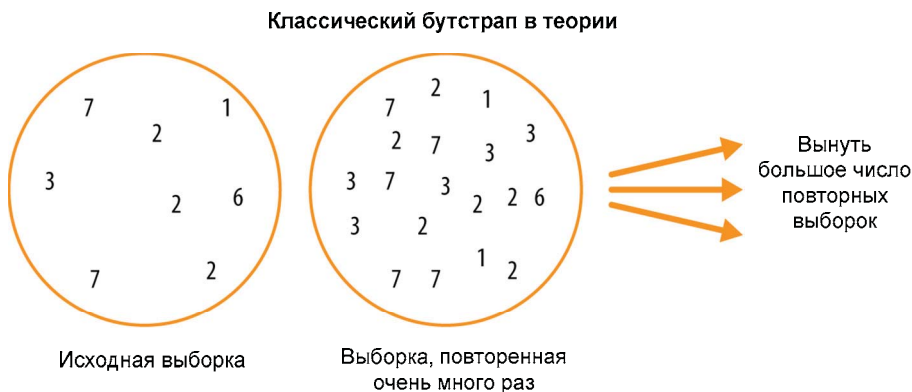 Классический бутстрап в теории
7 1
2
3
2 6
7 2
2
7 1
2 7 3
3
3 7 3
2 2 6
3 2
1
7 7 2
Вынуть
большое число
повторных
выборок
Исходная выборка
Выборка, повторенная
очень много раз